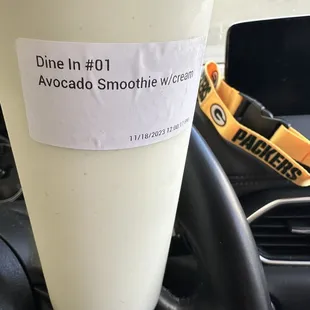 Dine In #01
Avocado Smoothie w/cream
11/18/2023
PACKERS
G